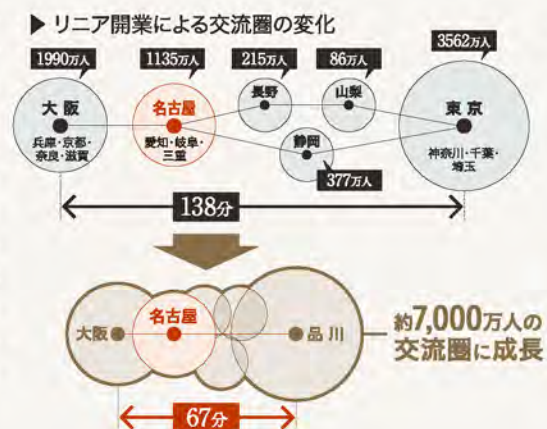 ▶ リニア開業による交流圏の変化
1990万人
1135万人
215万人
86万人
3562万人
大阪
兵庫・京都・
奈良・滋賀
名古屋
愛知・岐阜・
三重
長野
山梨
静岡
377万人
東京
神奈川・千葉・
埼玉
138分
大阪
名古屋
品川
約7,000万人の
交流圏に成長
67分